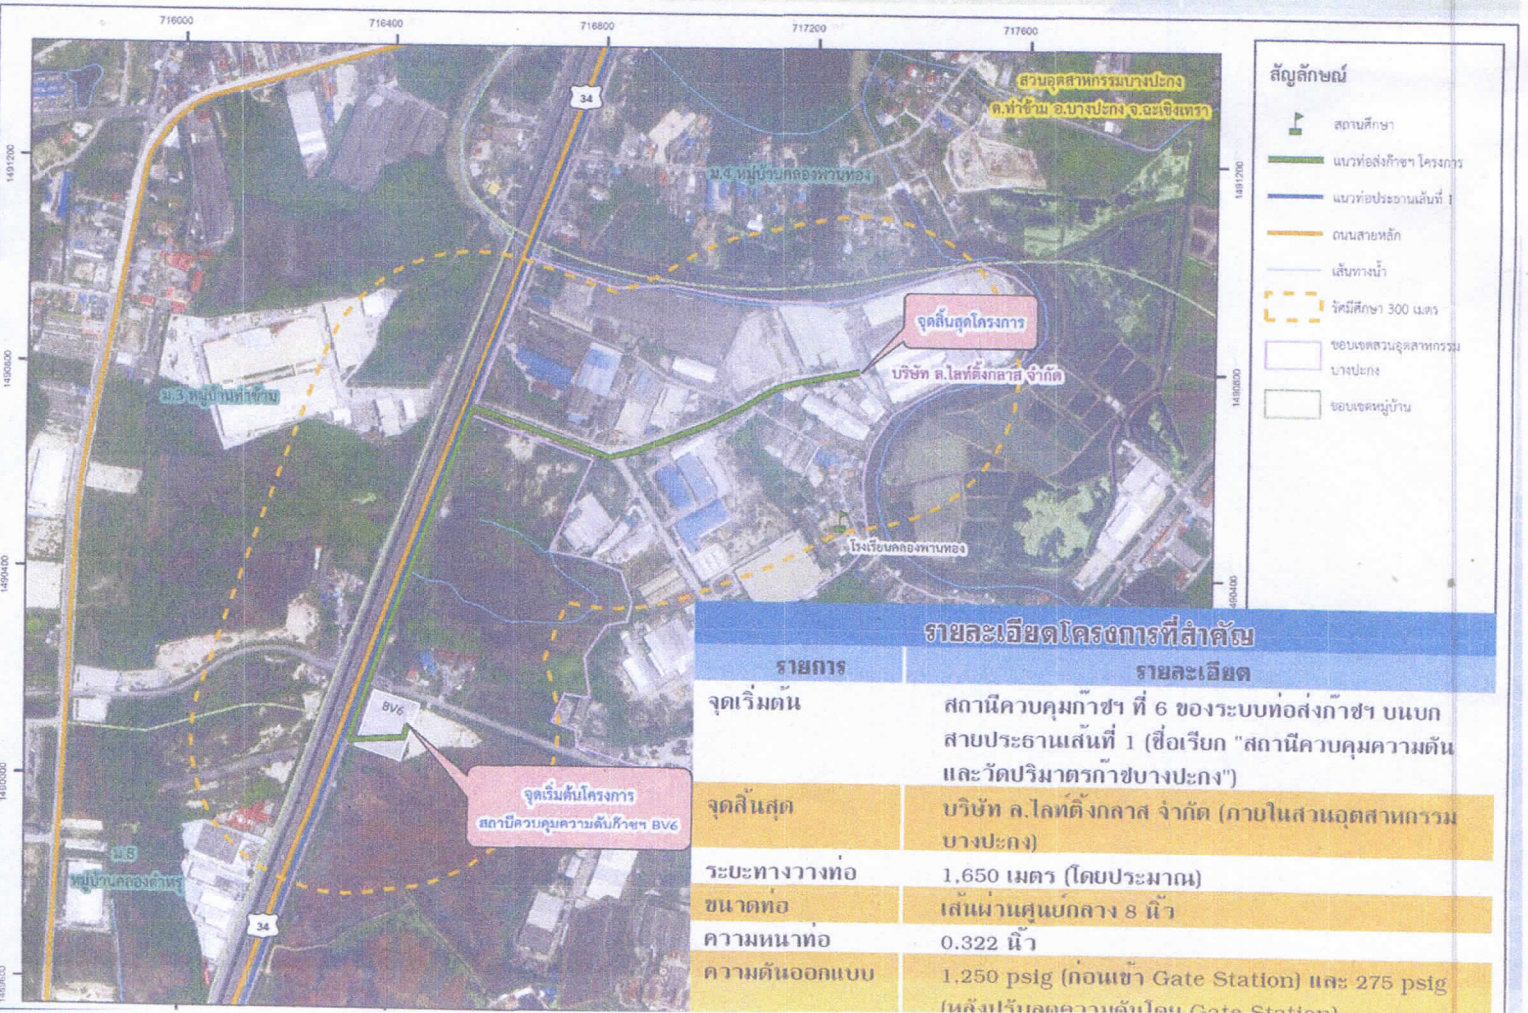 716000
716400
716800
717200
717600
1491200
1490800
1490400
1491200
1490800
34
สวนอุตสาหกรรมบางปะกง
ต.ท่าข้าม อ.บางปะกง จ.ฉะเชิงเทรา
ม.4 หมู่บ้านคลองพานทอง
จุดสิ้นสุดโครงการ
บริษัท ล.ไลท์ติ้งกลาส จำกัด
ม.3 หมู่บ้านท่าข้าม
โรงเรียนคลองพานทอง
BV6
จุดเริ่มต้นโครงการ
สถานีควบคุมความดันก๊าซฯ BV6
ม.8
34
สัญลักษณ์
สถานศึกษา
แนวท่อส่งก๊าซฯ โครงการ
แนวท่อประธานเส้นที่ 1
ถนนสายหลัก
เส้นทางน้ำ
รัศมีศึกษา 300 เมตร
ขอบเขตสวนอุตสาหกรรม
บางปะกง
ขอบเขตหมู่บ้าน
รายละเอียดโครงการที่สำคัญ
รายการ รายละเอียด
จุดเริ่มต้น สถานีควบคุมก๊าซฯ ที่ 6 ของระบบท่อส่งก๊าซฯ บนบก
สายประธานเส้นที่ 1 (ชื่อเรียก "สถานีควบคุมความดัน
และวัดปริมาตรก๊าซบางปะกง")
จุดสิ้นสุด บริษัท ล.ไลท์ติ้งกลาส จำกัด (ภายในสวนอุตสาหกรรม
บางปะกง)
ระยะทางวางท่อ 1,650 เมตร (โดยประมาณ)
ขนาดท่อ เส้นผ่านศูนย์กลาง 8 นิ้ว
ความหนาท่อ 0.322 นิ้ว
ความดันออกแบบ 1,250 psig (ก่อนเข้า Gate Station) และ 275 psig
(หลังปรับลดความดันโดย Gate Station)